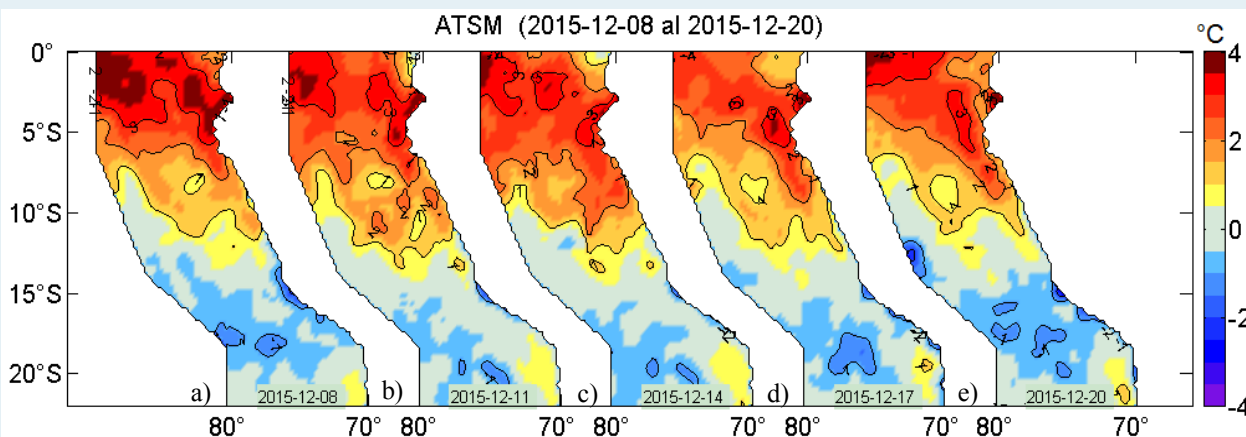 ATSM (2015-12-08 al 2015-12-20)
°C
0°
5°S
10°S
15°S
20°S
4
2
0
-2
-4
a) 2015-12-08
b) 2015-12-11
c) 2015-12-14
d) 2015-12-17
e) 2015-12-20
80° 70° 80° 70° 80° 70° 80° 70° 80° 70°